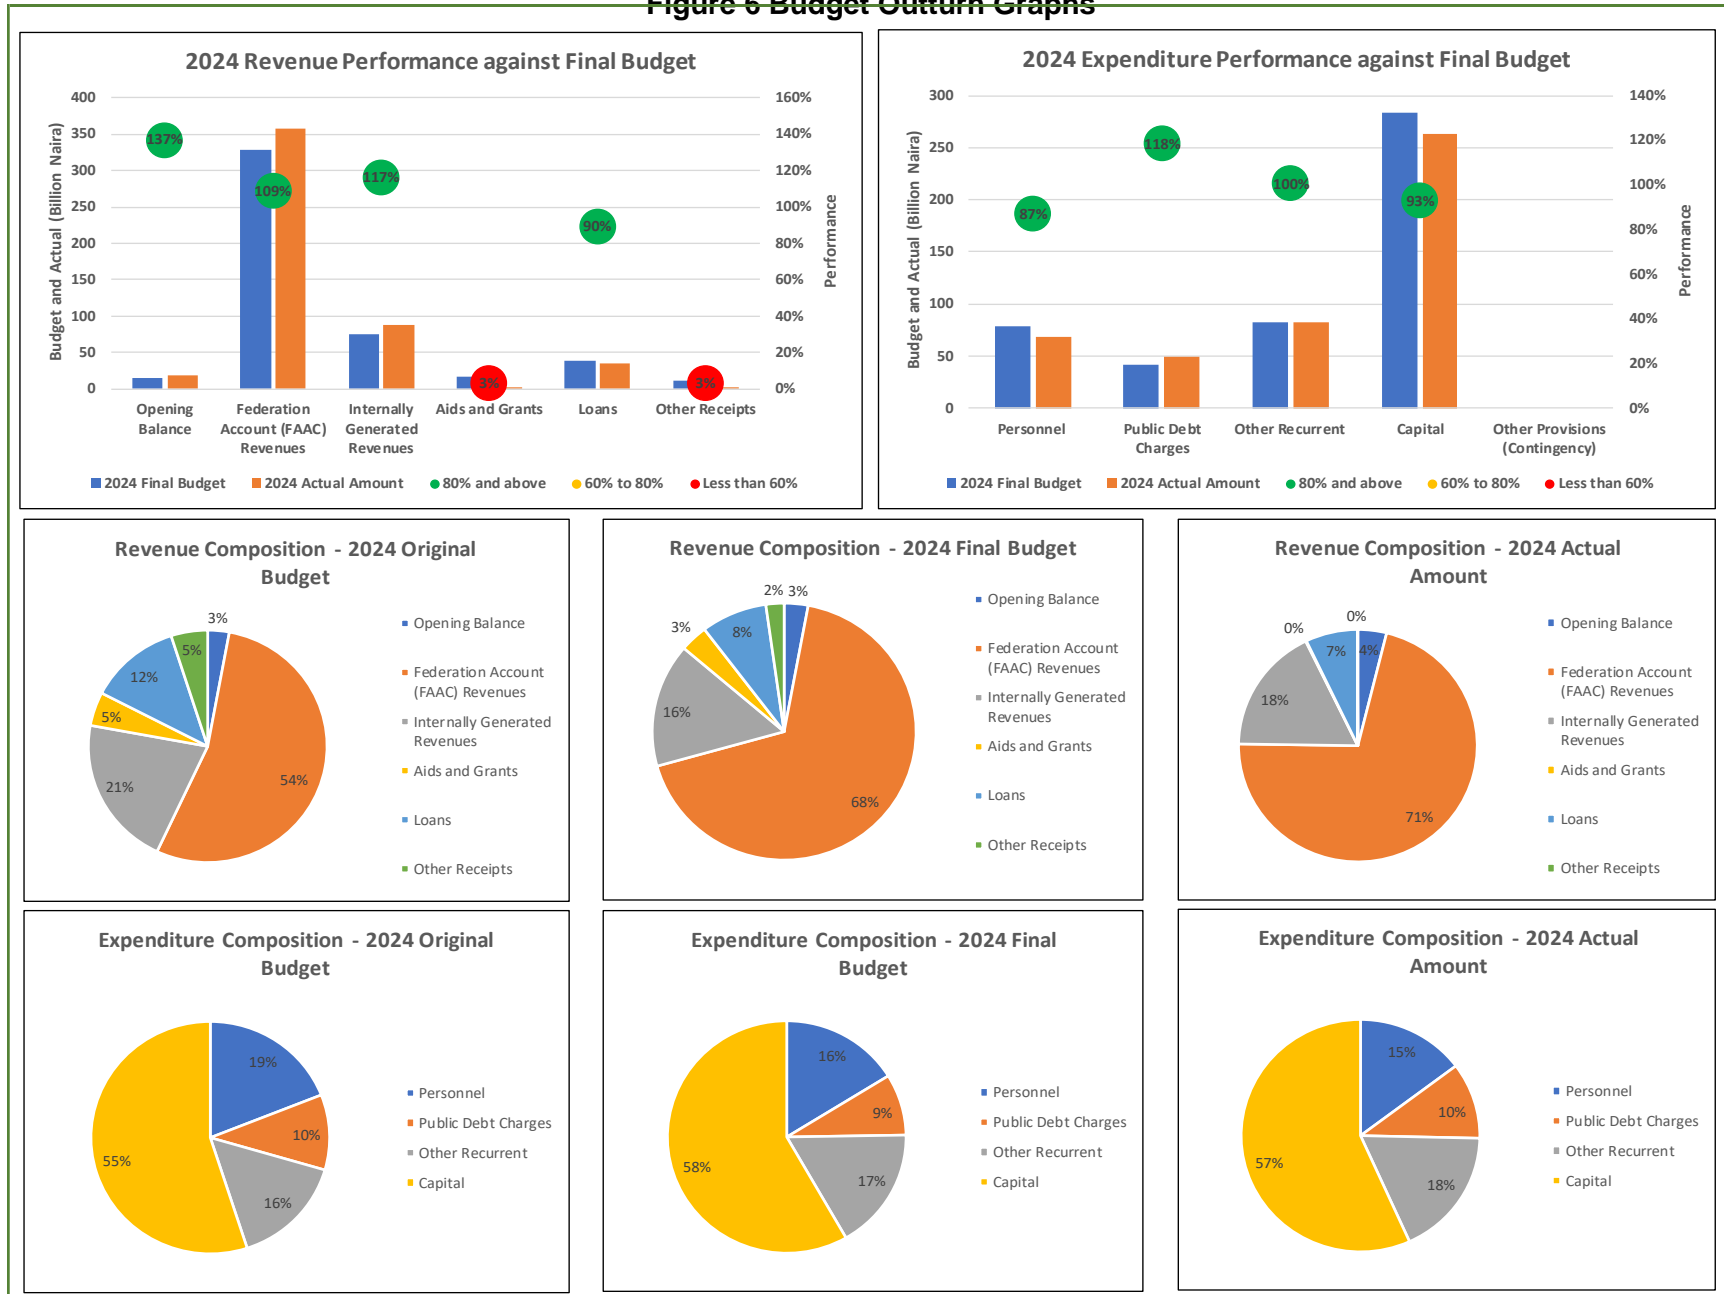 Figure 6 Budget Outturn Graphs
2024 Revenue Performance against Final Budget
Budget and Actual (Billion Naira)
400
350
300
250
200
150
100
50
0
160%
140%
120%
100%
80%
60%
40%
20%
0%
Performance
137%
109%
117%
3%
90%
3%
Opening
Balance
Federation
Account (FAAC)
Revenues
Internally
Generated
Revenues
Aids and Grants
Loans
Other Receipts
2024 Final Budget
2024 Actual Amount
80% and above
60% to 80%
Less than 60%
2024 Expenditure Performance against Final Budget
Budget and Actual (Billion Naira)
300
250
200
150
100
50
0
140%
120%
100%
80%
60%
40%
20%
0%
Performance
87%
118%
100%
93%
Personnel
Public Debt
Charges
Other Recurrent
Capital
Other Provisions
(Contingency)
2024 Final Budget
2024 Actual Amount
80% and above
60% to 80%
Less than 60%
Revenue Composition - 2024 Original
Budget
3%
54%
21%
5%
12%
5%
Opening Balance
Federation Account
(FAAC) Revenues
Internally Generated
Revenues
Aids and Grants
Loans
Other Receipts
Revenue Composition - 2024 Final Budget
2%
3%
3%
8%
16%
68%
Opening Balance
Federation Account
(FAAC) Revenues
Internally Generated
Revenues
Aids and Grants
Loans
Other Receipts
Revenue Composition - 2024 Actual
Amount
0%
0%
7%
4%
18%
71%
Opening Balance
Federation Account
(FAAC) Revenues
Internally Generated
Revenues
Aids and Grants
Loans
Other Receipts
Expenditure Composition - 2024 Original
Budget
19%
10%
55%
16%
Personnel
Public Debt Charges
Other Recurrent
Capital
Expenditure Composition - 2024 Final
Budget
16%
9%
58%
17%
Personnel
Public Debt Charges
Other Recurrent
Capital
Expenditure Composition - 2024 Actual
Amount
15%
10%
57%
18%
Personnel
Public Debt Charges
Other Recurrent
Capital